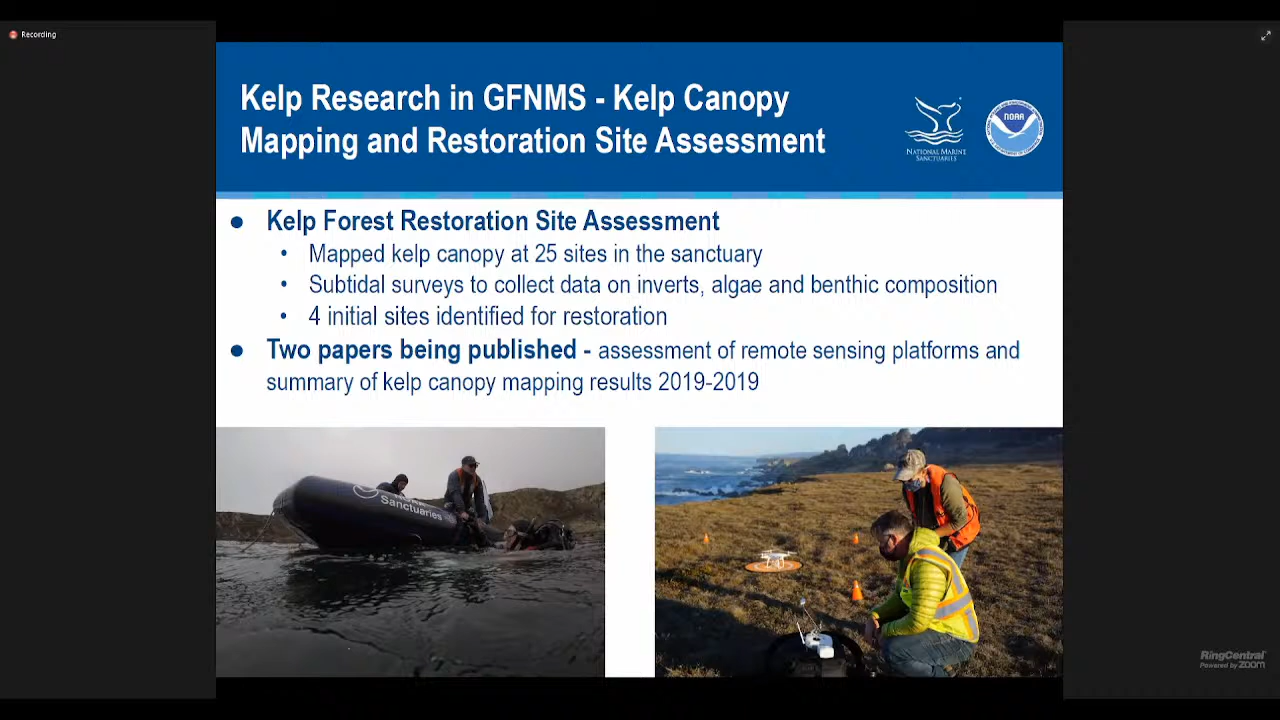 Recording
Kelp Research in GFNMS - Kelp Canopy
Mapping and Restoration Site Assessment
NATIONAL MARINE
SANCTUARIES
NOAA
● Kelp Forest Restoration Site Assessment
• Mapped kelp canopy at 25 sites in the sanctuary
• Subtidal surveys to collect data on inverts, algae and benthic composition
• 4 initial sites identified for restoration
● Two papers being published - assessment of remote sensing platforms and
summary of kelp canopy mapping results 2019-2019
Sanctuaries
RingCentral
Powered by zoom